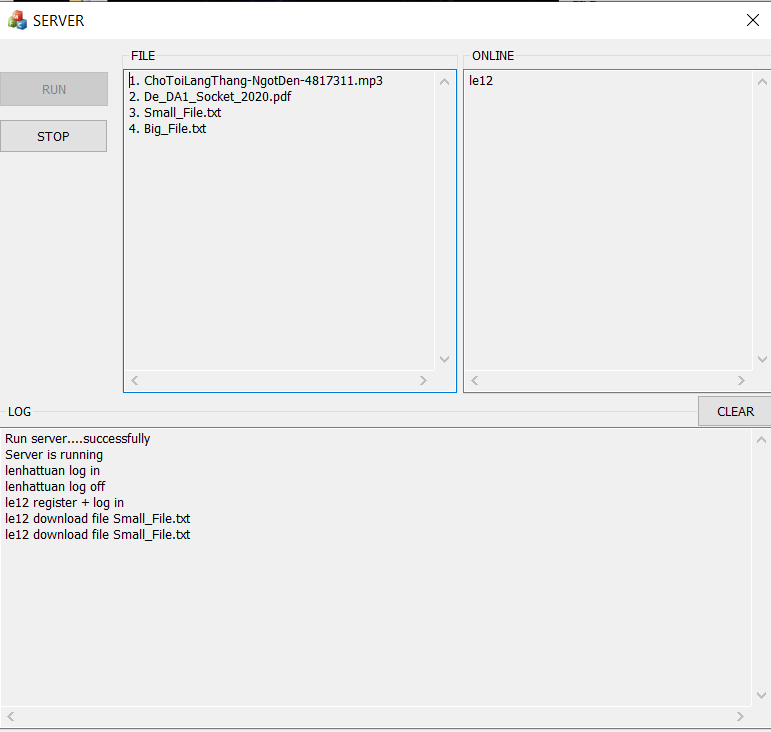 SERVER
RUN
STOP
FILE
1. ChoToiLangThang-NgotDen-4817311.mp3
2. De_DA1_Socket_2020.pdf
3. Small_File.txt
4. Big_File.txt
ONLINE
le12
LOG
CLEAR
Run server....successfully
Server is running
lenhattuan log in
lenhattuan log off
le12 register + log in
le12 download file Small_File.txt
le12 download file Small_File.txt